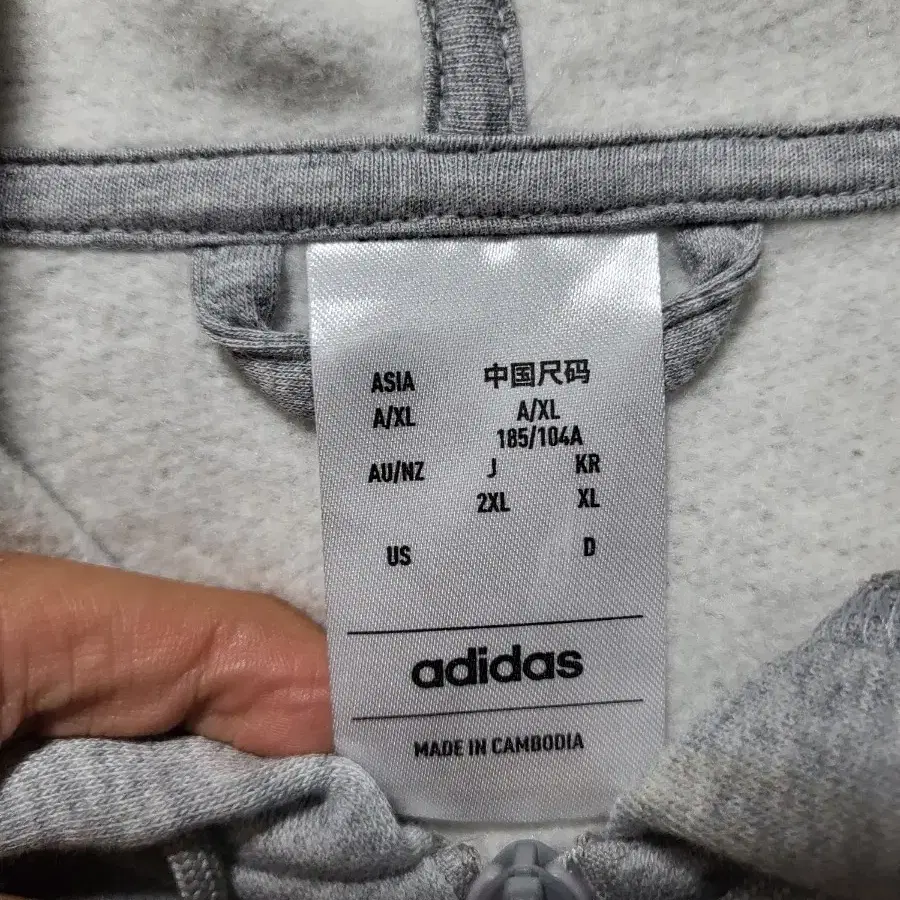 ASIA 中国尺码
A/XL A/XL
185/104A
AU/NZ J KR
2XL XL
US D
adidas
MADE IN CAMBODIA